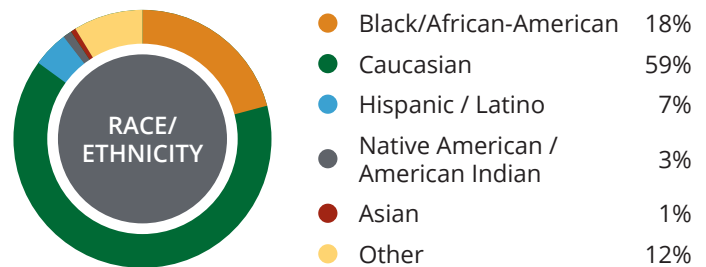 RACE/
ETHNICITY
Black/African-American 18%
Caucasian 59%
Hispanic / Latino 7%
Native American /
American Indian 3%
Asian 1%
Other 12%